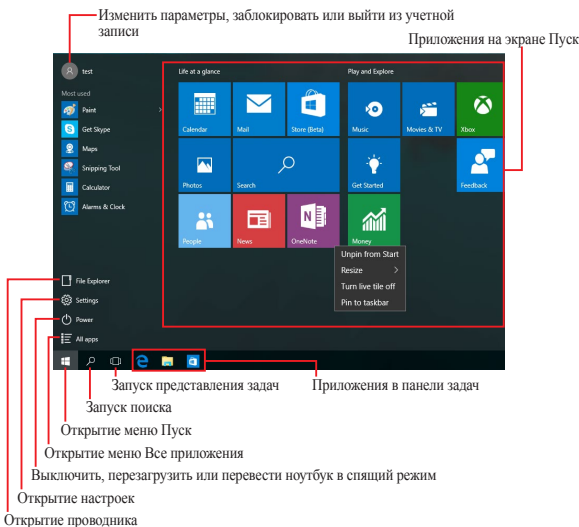 Изменить параметры, заблокировать или выйти из учетной
записи
Приложения на экране Пуск
test
Life at a glance
Play and Explore
Most used
Paint
Get Skype
Maps
Snipping Tool
Calculator
Alarms & Clock
Calendar
Mail
Store (Beta)
Music
Movies & TV
Xbox
Photos
Search
Get Started
Feedback
People
News
OneNote
Money
Unpin from Start
Resize
Turn live tile off
Pin to taskbar
File Explorer
Settings
Power
All apps
Запуск представления задач
Приложения в панели задач
Запуск поиска
Открытие меню Пуск
Открытие меню Все приложения
Выключить, перезагрузить или перевести ноутбук в спящий режим
Открытие настроек
Открытие проводника